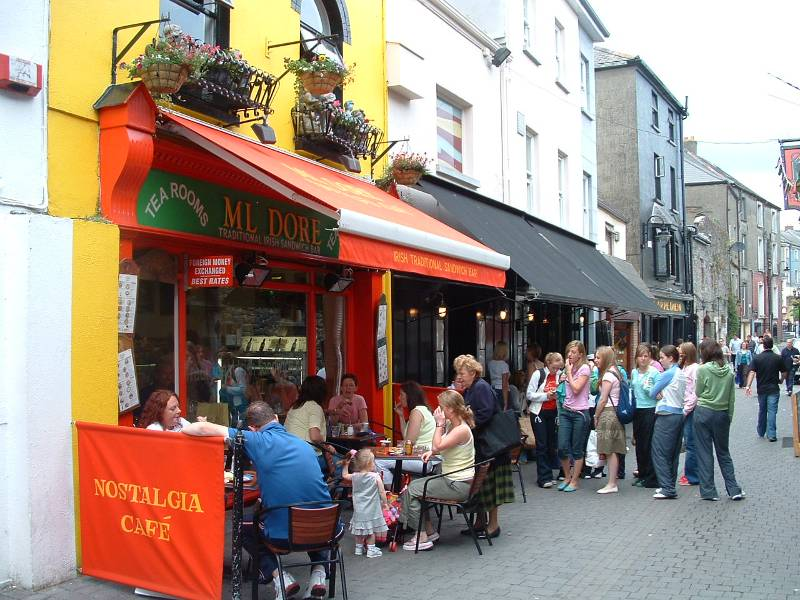 TEA ROOMS
ML DORE
TRADITIONAL IRISH SANDWICH BAR
IRISH TRADITIONAL SANDWICH BAR
FOREIGN MONEY
EXCHANGED
BEST RATES
NOSTALGIA
CAFÉ